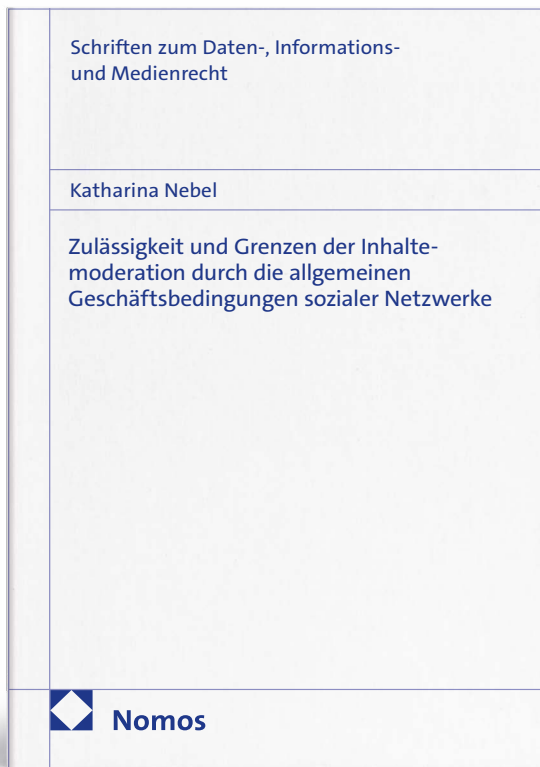 Schriften zum Daten-, Informations-
und Medienrecht
Katharina Nebel
Zulässigkeit und Grenzen der Inhalte-
moderation durch die allgemeinen
Geschäftsbedingungen sozialer Netzwerke
Nomos